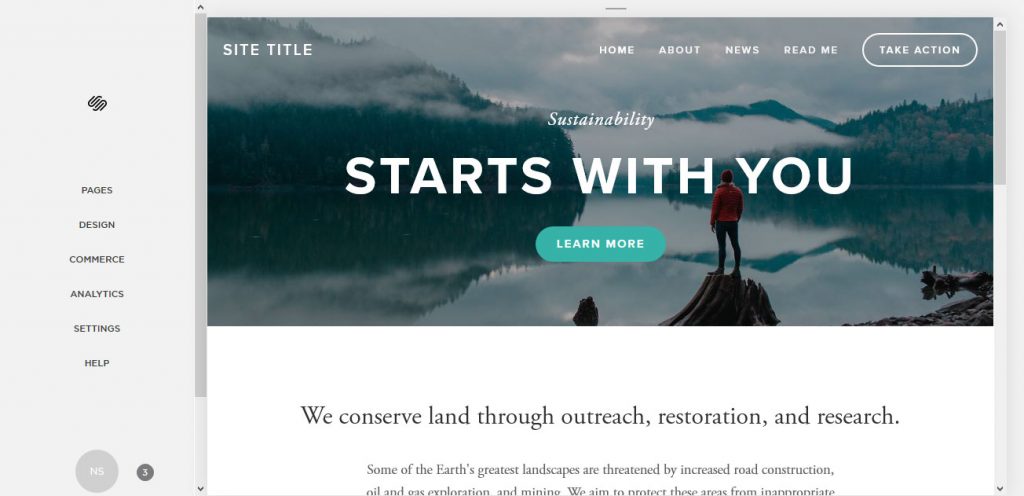 PAGES
DESIGN
COMMERCE
ANALYTICS
SETTINGS
HELP
NS
3
SITE TITLE
HOME ABOUT NEWS READ ME TAKE ACTION
Sustainability
STARTS WITH YOU
LEARN MORE
We conserve land through outreach, restoration, and research.
Some of the Earth's greatest landscapes are threatened by increased road construction,
oil and gas exploration, and mining. We aim to protect these areas from inappropriate